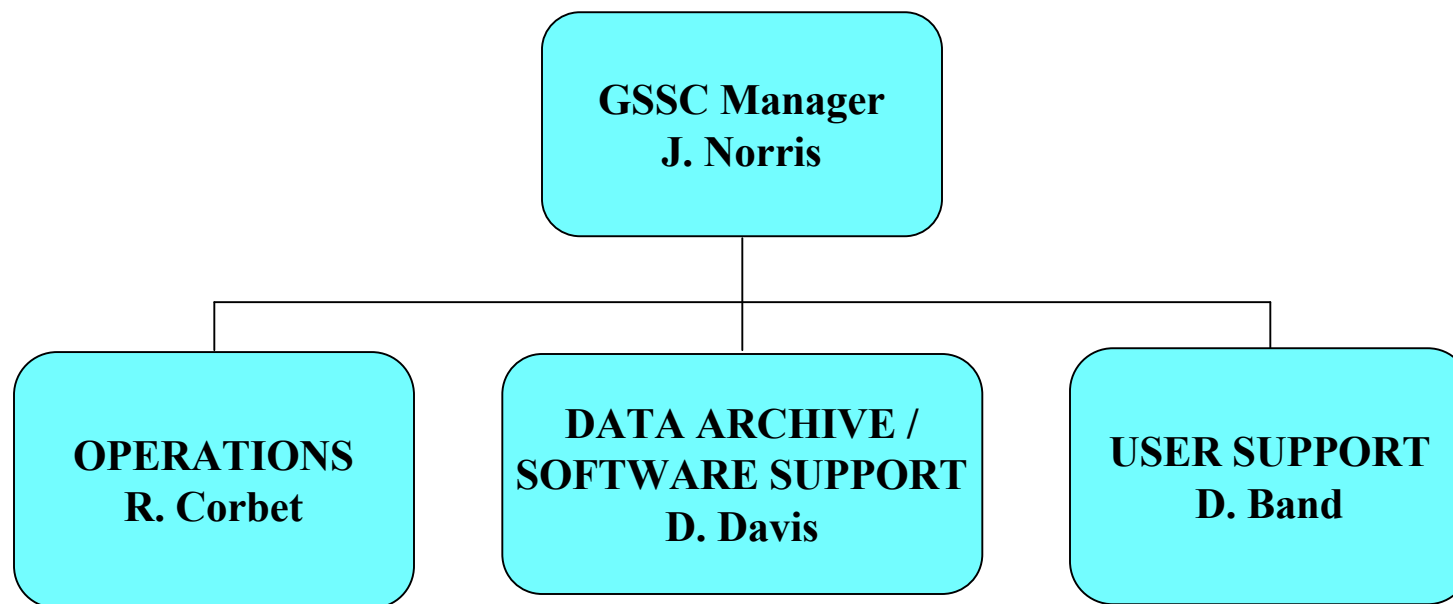 GSSC Manager
J. Norris
OPERATIONS
R. Corbet
DATA ARCHIVE /
SOFTWARE SUPPORT
D. Davis
USER SUPPORT
D. Band